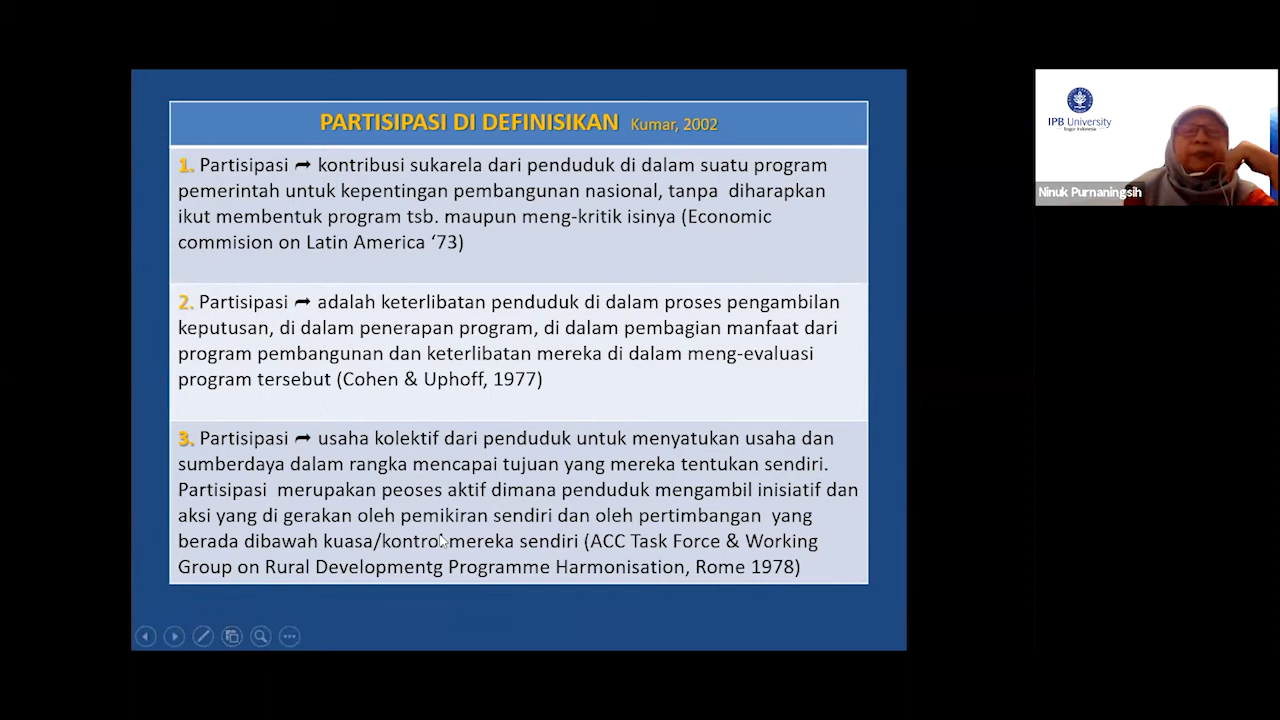 PARTISIPASI DI DEFINISIKAN Kumar, 2002
1. Partisipasi ➦ kontribusi sukarela dari penduduk di dalam suatu program
pemerintah untuk kepentingan pembangunan nasional, tanpa diharapkan
ikut membentuk program tsb. maupun meng-kritik isinya (Economic
commision on Latin America ‘73)
2. Partisipasi ➦ adalah keterlibatan penduduk di dalam proses pengambilan
keputusan, di dalam penerapan program, di dalam pembagian manfaat dari
program pembangunan dan keterlibatan mereka di dalam meng-evaluasi
program tersebut (Cohen & Uphoff, 1977)
3. Partisipasi ➦ usaha kolektif dari penduduk untuk menyatukan usaha dan
sumberdaya dalam rangka mencapai tujuan yang mereka tentukan sendiri.
Partisipasi merupakan peoses aktif dimana penduduk mengambil inisiatif dan
aksi yang di gerakan oleh pemikiran sendiri dan oleh pertimbangan yang
berada dibawah kuasa/kontrol mereka sendiri (ACC Task Force & Working
Group on Rural Developmentg Programme Harmonisation, Rome 1978)
IPB University
Bogor Indonesia
Ninuk Purnaningsih